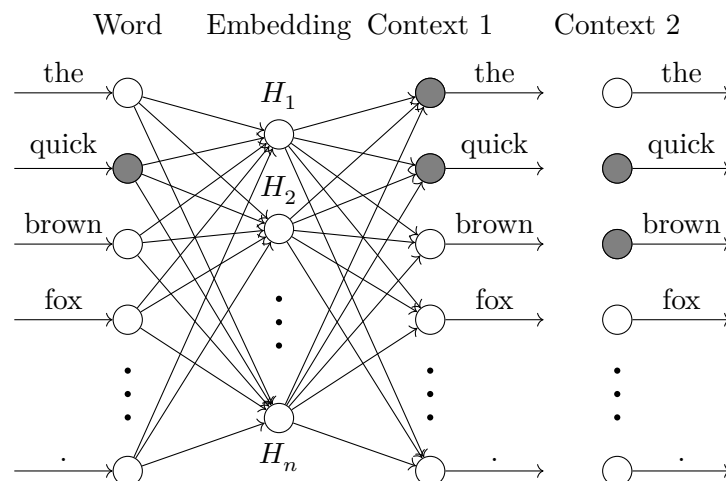 Word Embedding Context 1 Context 2
the the the
H₁
quick quick quick
H₂
brown brown brown
fox fox fox
. . .
Hₙ